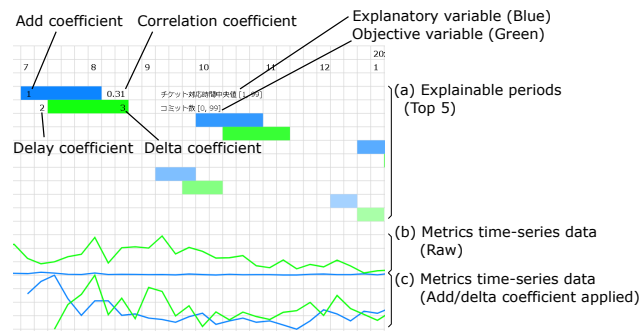 Add coefficient
Correlation coefficient
Explanatory variable (Blue)
Objective variable (Green)
20
7 8 9 10 11 12 1
1 0.31 チケット対応時間中央値 [1, 99]
2 3 コミット数 [0, 99]
Delay coefficient
Delta coefficient
(a) Explainable periods
(Top 5)
(b) Metrics time-series data
(Raw)
(c) Metrics time-series data
(Add/delta coefficient applied)